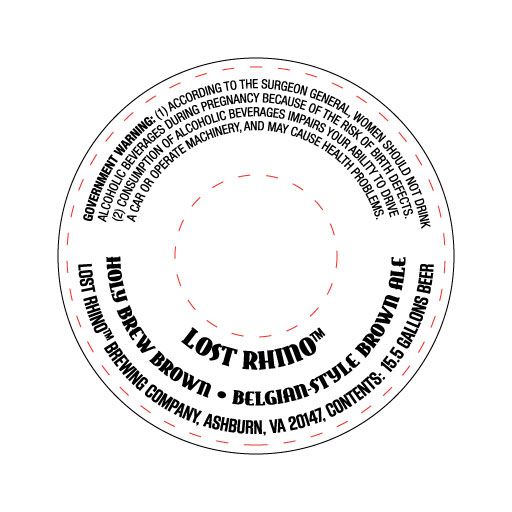 GOVERNMENT WARNING: (1) ACCORDING TO THE SURGEON GENERAL, WOMEN SHOULD NOT DRINK
ALCOHOLIC BEVERAGES DURING PREGNANCY BECAUSE OF THE RISK OF BIRTH DEFECTS.
(2) CONSUMPTION OF ALCOHOLIC BEVERAGES IMPAIRS YOUR ABILITY TO DRIVE
A CAR OR OPERATE MACHINERY, AND MAY CAUSE HEALTH PROBLEMS.
LOST RHINO™
HOLY BREW BROWN • BELGIAN-STYLE BROWN ALE
LOST RHINO™ BREWING COMPANY, ASHBURN, VA 20147, CONTENTS: 15.5 GALLONS BEER